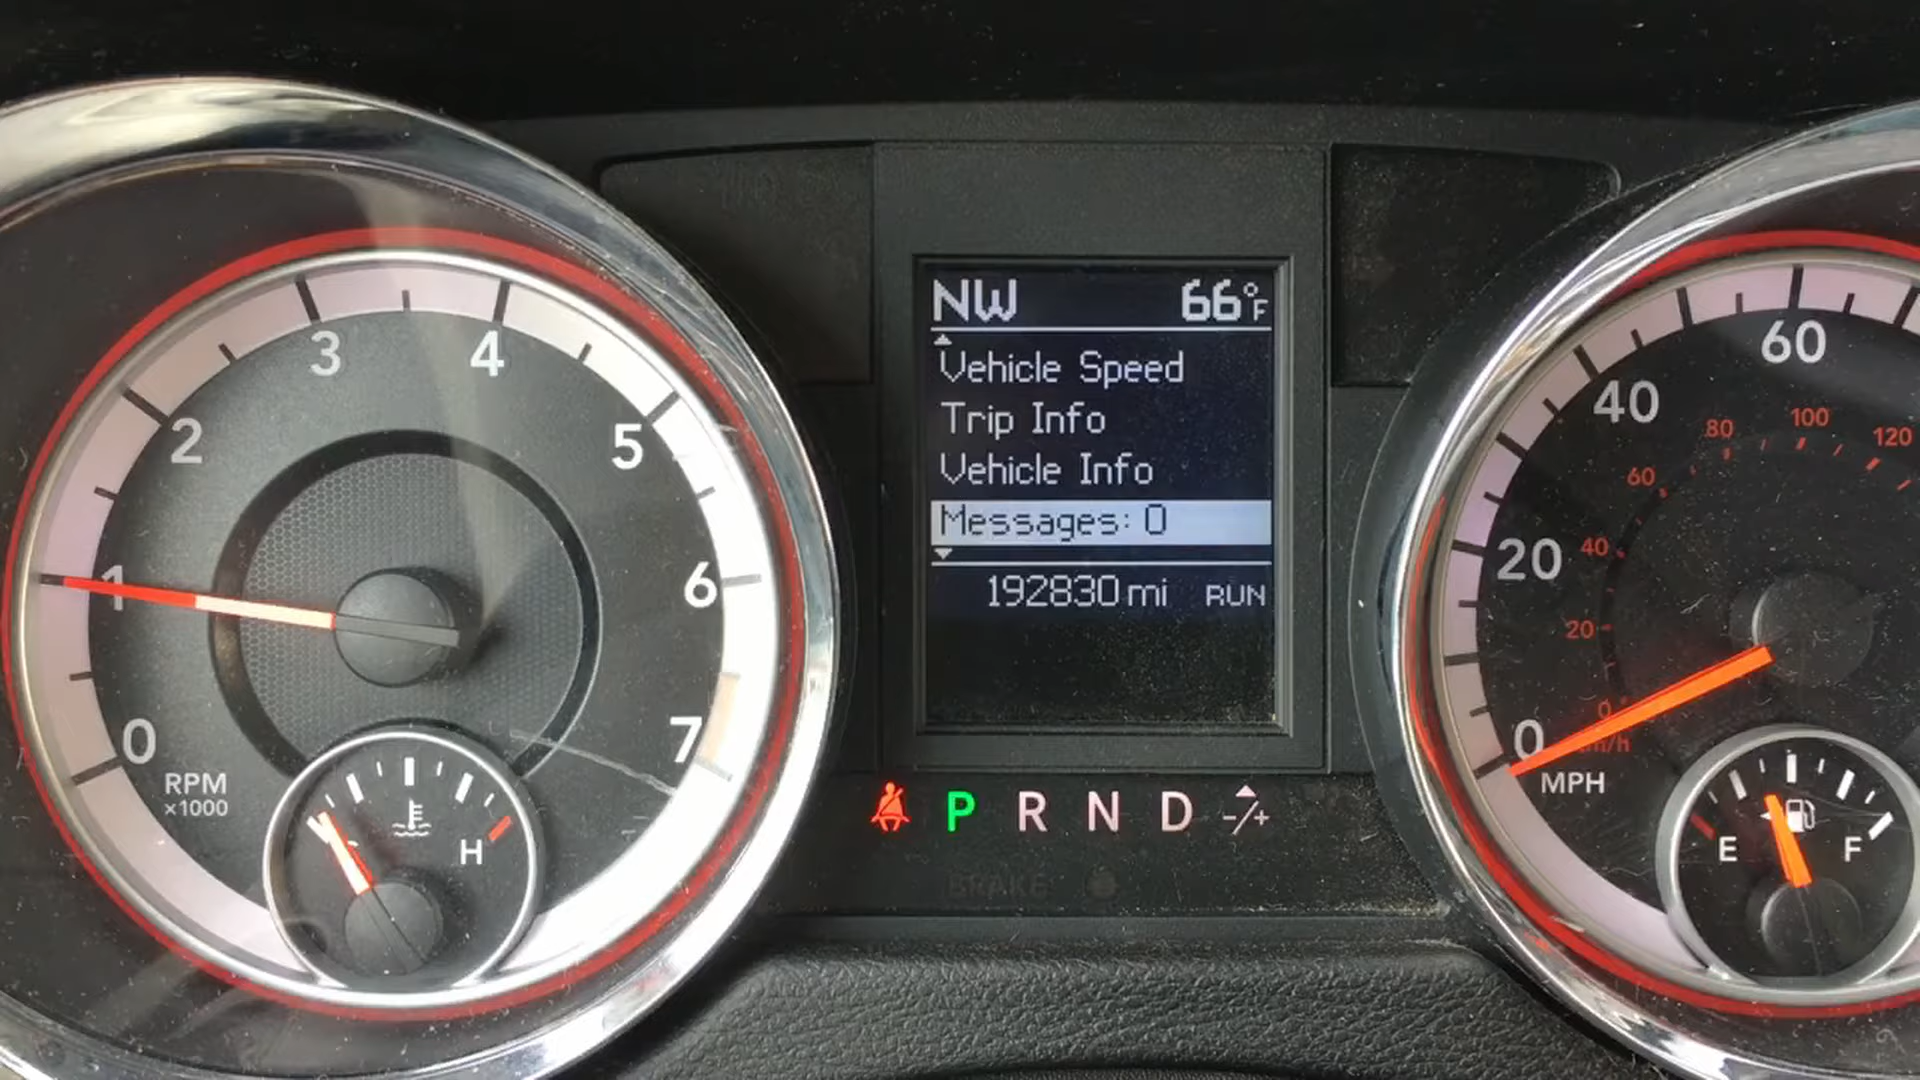 NW 66°F
Vehicle Speed
Trip Info
Vehicle Info
Messages: 0
192830 mi RUN
P R N D -/+
BRAKE
0 1 2 3 4 5 6 7
RPM
x1000
H
0 20 40 60
0 20 40 60 80 100 120
km/h
MPH
E F